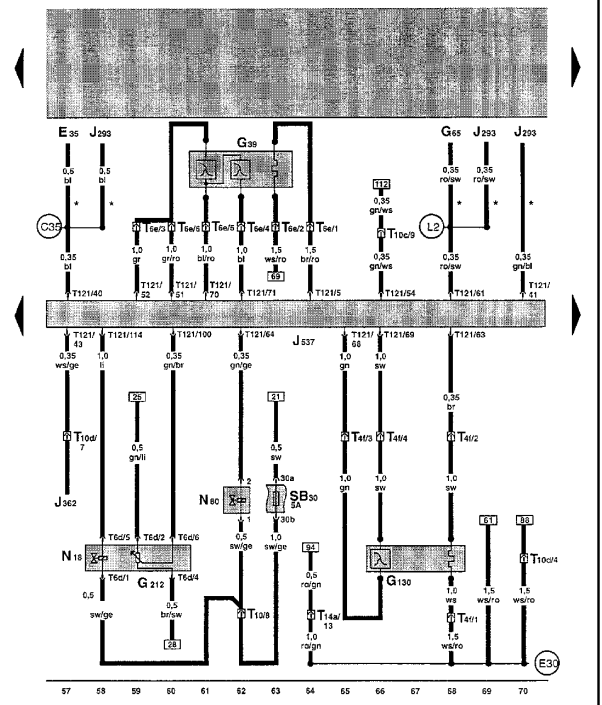 E35 J293 G65 J293 J293
G39
0,5 bl
0,5 bl
0,35 ro/sw
0,35 ro/sw
0,35 gn/bl
* * * * *
112
0,35 gn/ws
C35 L2
T6e/3 T6e/6 T6e/5 T6e/4 T6e/2 T6e/1 T10c/9
0,35 bl
1,0 gr
1,0 gr/ro
1,0 bl/ro
1,0 bl
1,5 ws/ro
1,5 br/ro
0,35 gn/ws
0,35 ro/sw
69
T121/40 T121/52 T121/51 T121/70 T121/71 T121/5 T121/54 T121/61 T121/41
J537
T121/43 T121/114 T121/100 T121/64 T121/68 T121/69 T121/63
0,35 ws/ge
1,0 li
0,35 gn/br
0,35 gn/ge
1,0 gn
1,0 sw
0,35 br
25 21
T10d/7
0,5 gn/li
0,5 sw
T4f/3 T4f/4 T4f/2
1,0 gn
1,0 sw
1,0 sw
J362
2 30a
N80 SB30 5A
1 30b
0,5 sw/ge
1,0 sw/ge
T6d/5 T6d/2 T6d/6
N18
T6d/1 G212 T6d/4
94 61 88
T10d/4
G130
0,5 sw/ge
0,5 br/sw
28
T10/8
0,5 ro/gn
T14a/13
1,0 ro/gn
1,0 ws
T4f/1
1,5 ws/ro
1,5 ws/ro
1,5 ws/ro
E30
57 58 59 60 61 62 63 64 65 66 67 68 69 70